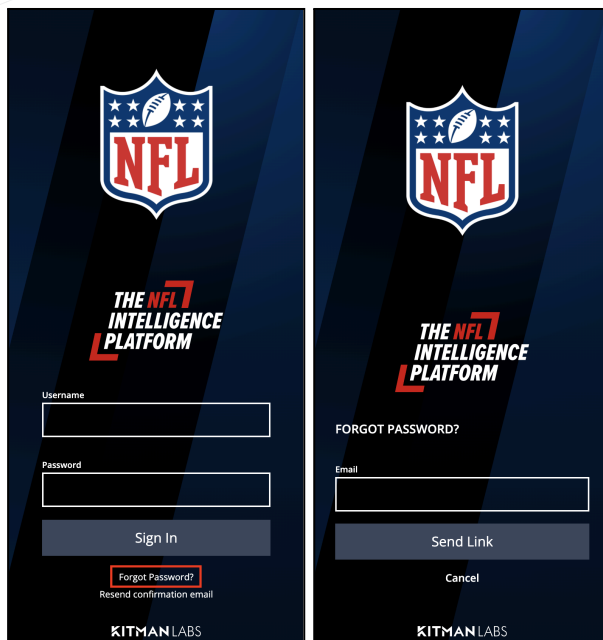 NFL
THE NFL
INTELLIGENCE
PLATFORM
Username
Password
Sign In
Forgot Password?
Resend confirmation email
KITMAN LABS
NFL
THE NFL
INTELLIGENCE
PLATFORM
FORGOT PASSWORD?
Email
Send Link
Cancel
KITMAN LABS